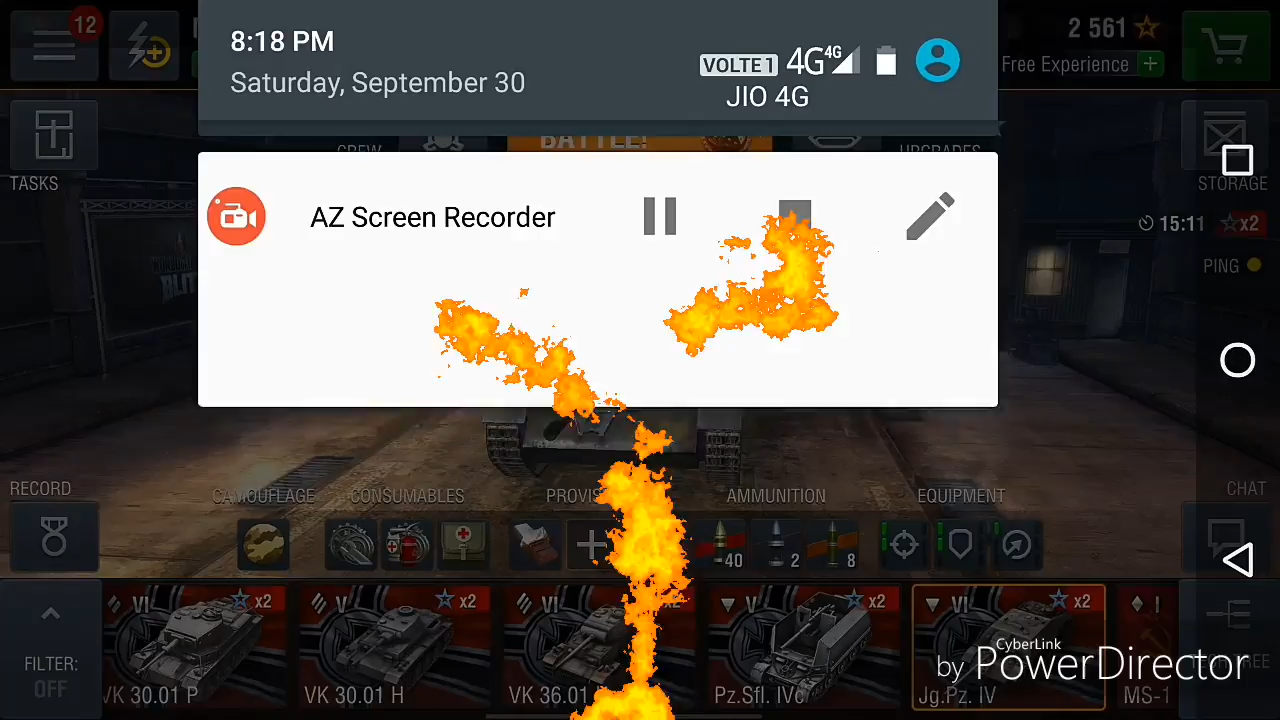 12
8:18 PM
Saturday, September 30
VOLTE1 4G 4G
JIO 4G
2 561
Free Experience +
CREW
BATTLE!
UPGRADES
TASKS
STORAGE
AZ Screen Recorder
15:11 x2
PING
RECORD
CAMOUFLAGE
CONSUMABLES
AMMUNITION
EQUIPMENT
CHAT
40
2
8
FILTER:
OFF
VI x2
VK 30.01 P
V x2
VK 30.01 H
VI
VK 36.01
V x2
Pz.Sfl. IVc
VI x2
Jg.Pz. IV
I
MS-1
CyberLink
by PowerDirector